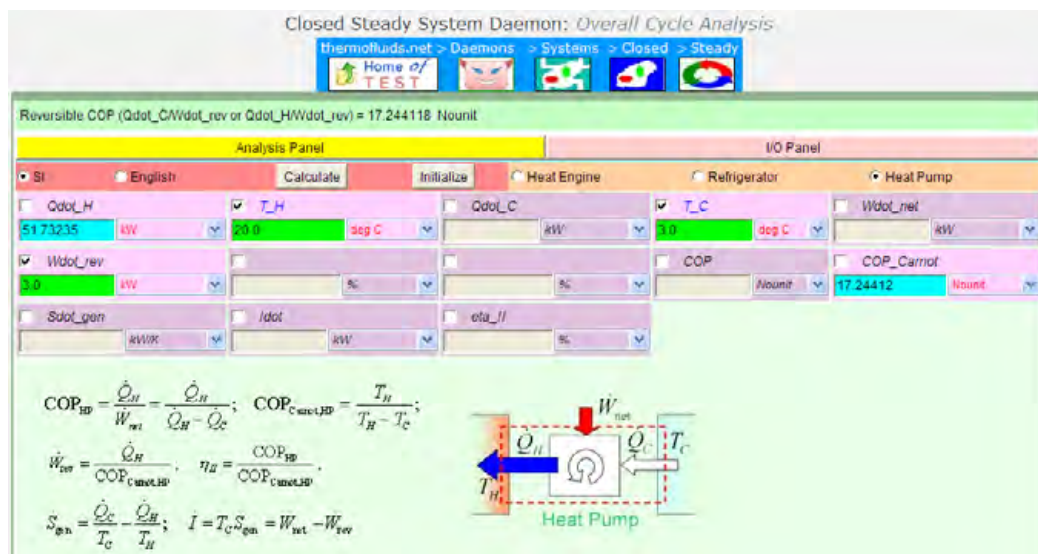 Closed Steady System Daemon: Overall Cycle Analysis
thermofluids.net > Daemons > Systems > Closed > Steady
Home of
TEST
Reversible COP (Qdot_C/Wdot_rev or Qdot_H/Wdot_rev) = 17.244118 Nounit
Analysis Panel I/O Panel
SI English Calculate Initialize Heat Engine Refrigerator Heat Pump
Qdot_H T_H Qdot_C T_C Wdot_net
51.73235 kW 20.0 deg C kW 3.0 deg C kW
Wdot_rev COP COP_Carnot
3.0 kW % % Nounit 17.24412 Nounit
Sdot_gen Idot eta_II
kW/K kW %
COP_HP = Q̇_H / Ẇ_net = Q̇_H / (Q̇_H − Q̇_C); COP_Carnot,HP = T_H / (T_H − T_C);
Ẇ_rev = Q̇_H / COP_Carnot,HP, η_II = COP_HP / COP_Carnot,HP.
Ṡ_gen = Q̇_C / T_C − Q̇_H / T_H; İ = T_C Ṡ_gen = Ẇ_net − Ẇ_rev
Ẇ_net
Q̇_H Q̇_C T_C
T_H
Heat Pump